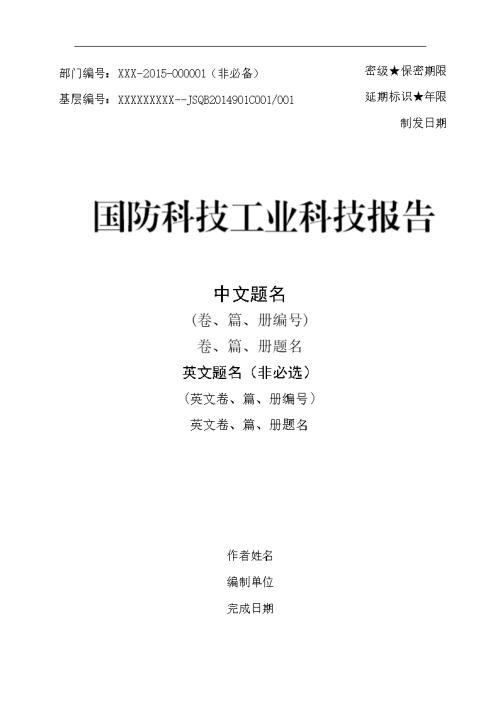 部门编号：XXX-2015-000001（非必备）
密级★保密期限
基层编号：XXXXXXXXX--JSQB2014901C001/001
延期标识★年限
制发日期
国防科技工业科技报告
中文题名
(卷、篇、册编号)
卷、篇、册题名
英文题名（非必选）
(英文卷、篇、册编号)
英文卷、篇、册题名
作者姓名
编制单位
完成日期